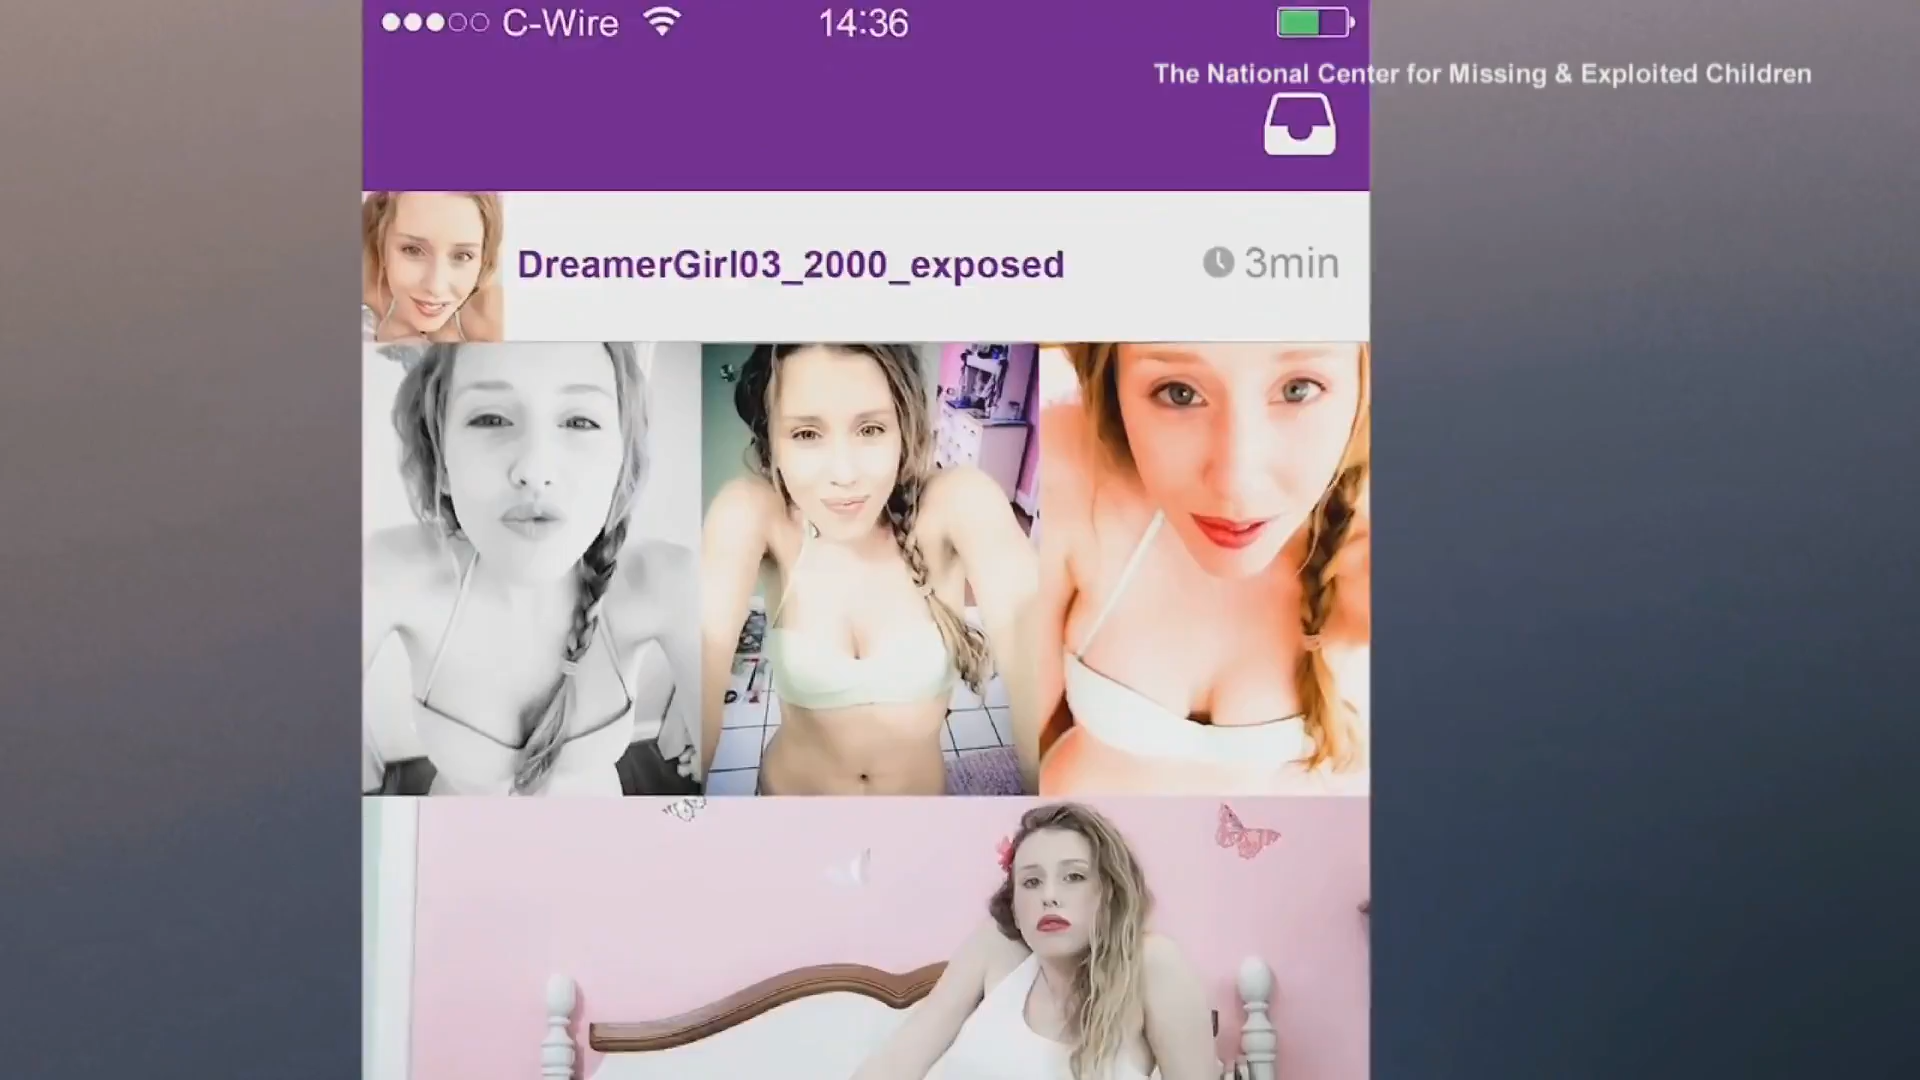 C-Wire
14:36
The National Center for Missing & Exploited Children
DreamerGirl03_2000_exposed
3min